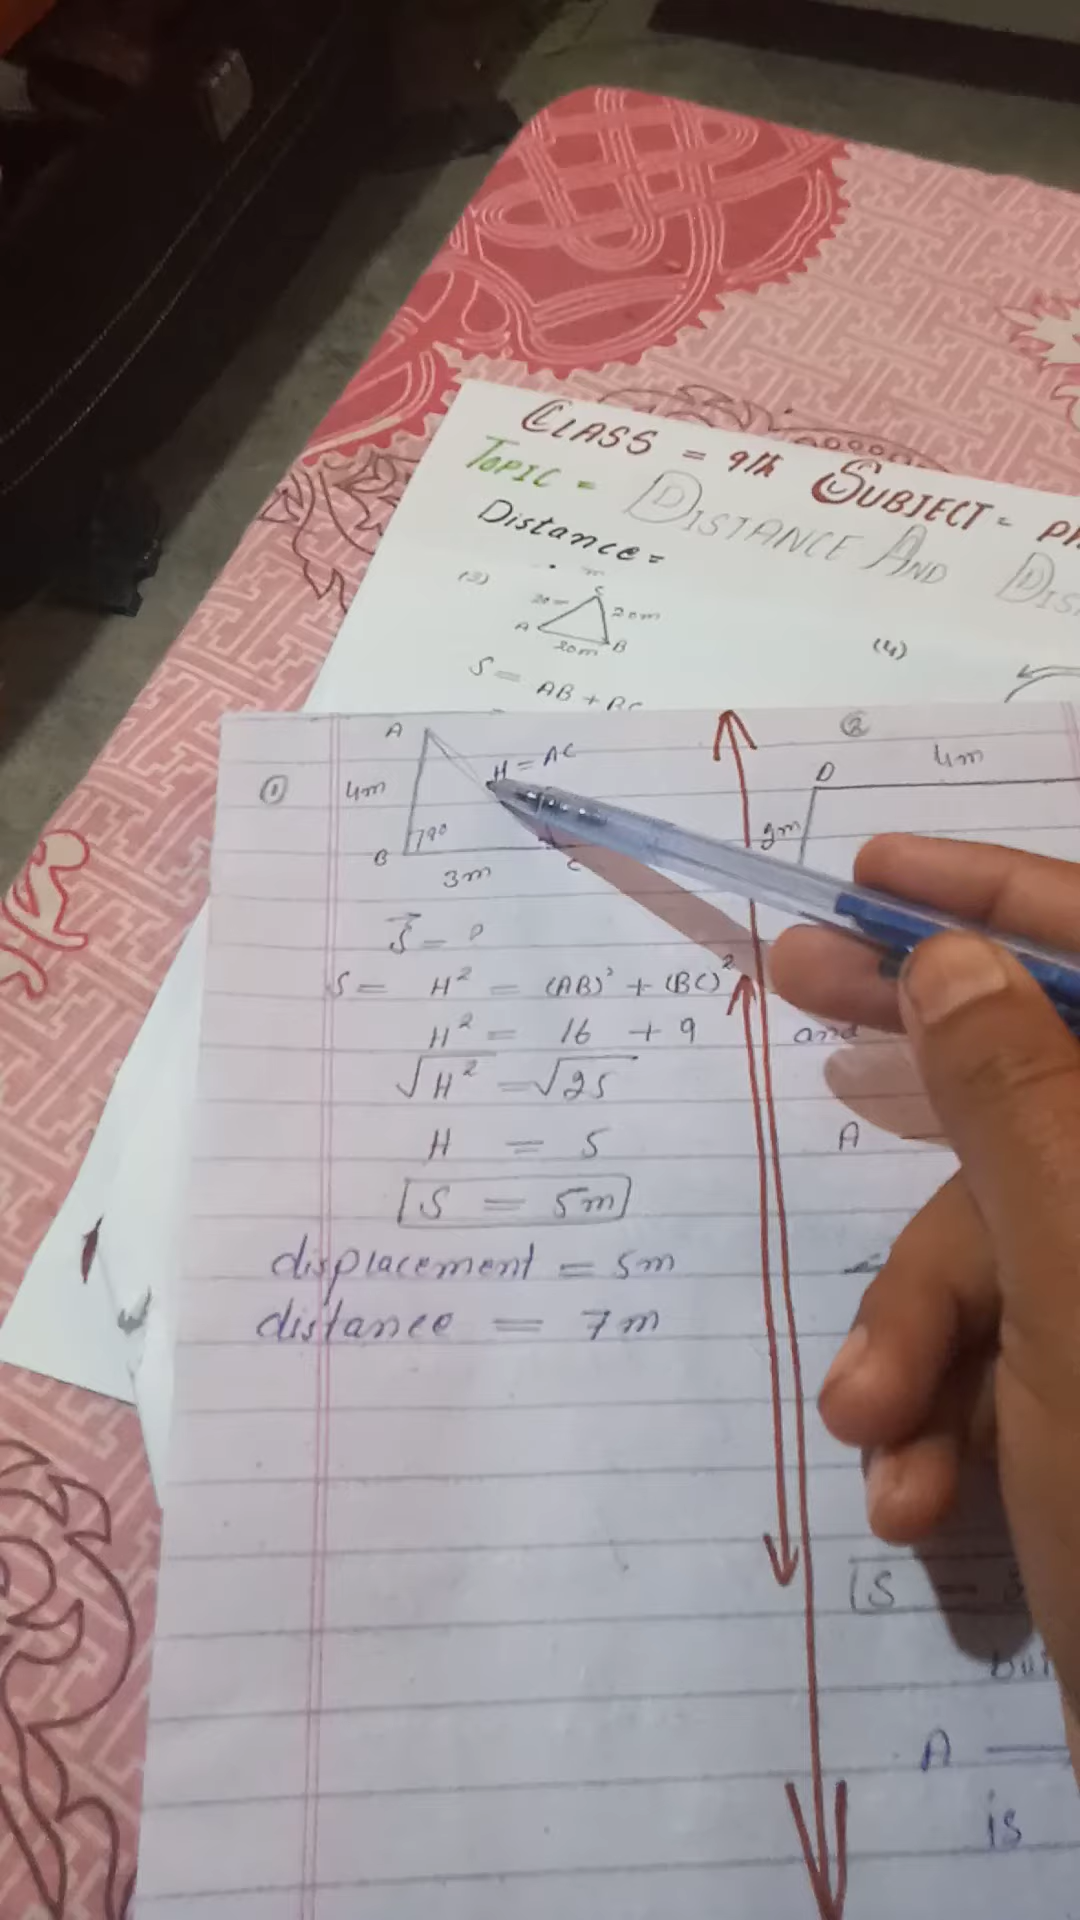 CLASS = 9th SUBJECT =
TOPIC = DISTANCE AND
Distance =
(3)
C
20m
A
20m B
(4)
S = AB + BC
A
H = AC
①
4m
90
B
3m
C
②
D
4m
S = ?
S = H² = (AB)² + (BC)²
H² = 16 + 9
√H² = √25
H = 5
S = 5m
displacement = 5m
distance = 7m
and
A
S =
A
is